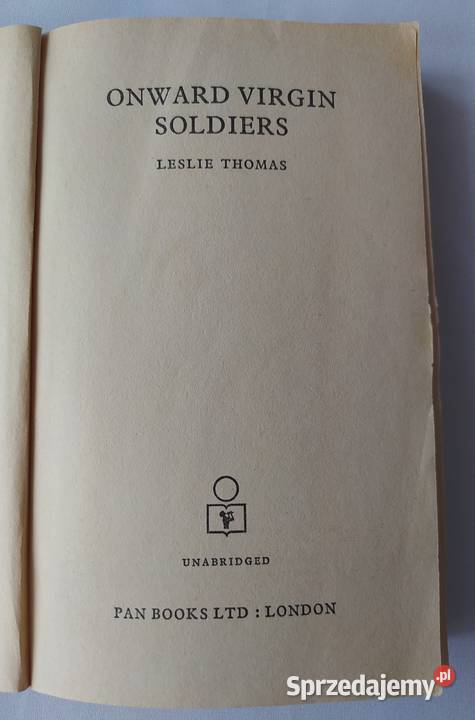 ONWARD VIRGIN
SOLDIERS
LESLIE THOMAS
UNABRIDGED
PAN BOOKS LTD : LONDON
Sprzedajemy.pl